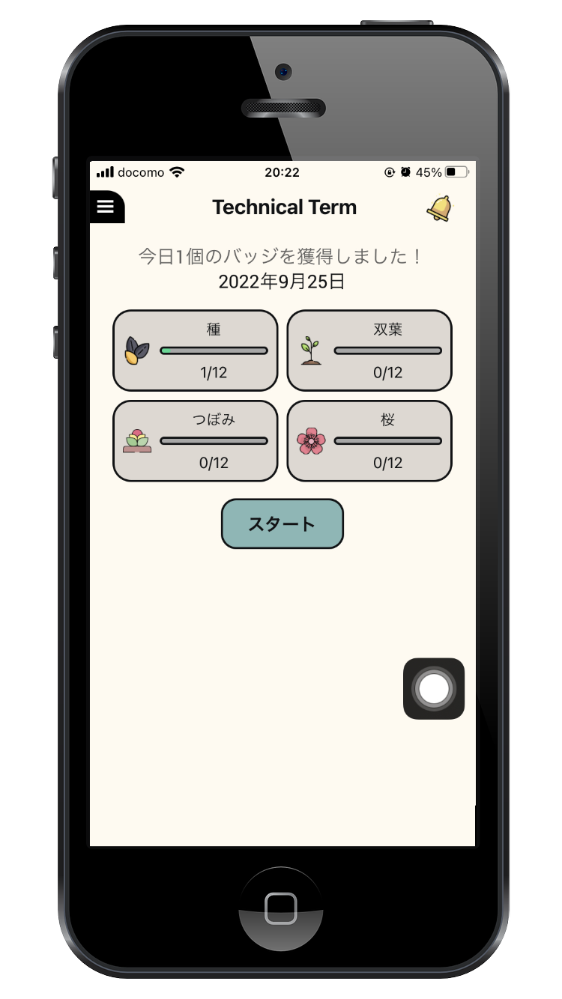 docomo 20:22 45%
Technical Term
今日1個のバッジを獲得しました！
2022年9月25日
種
1/12
双葉
0/12
つぼみ
0/12
桜
0/12
スタート